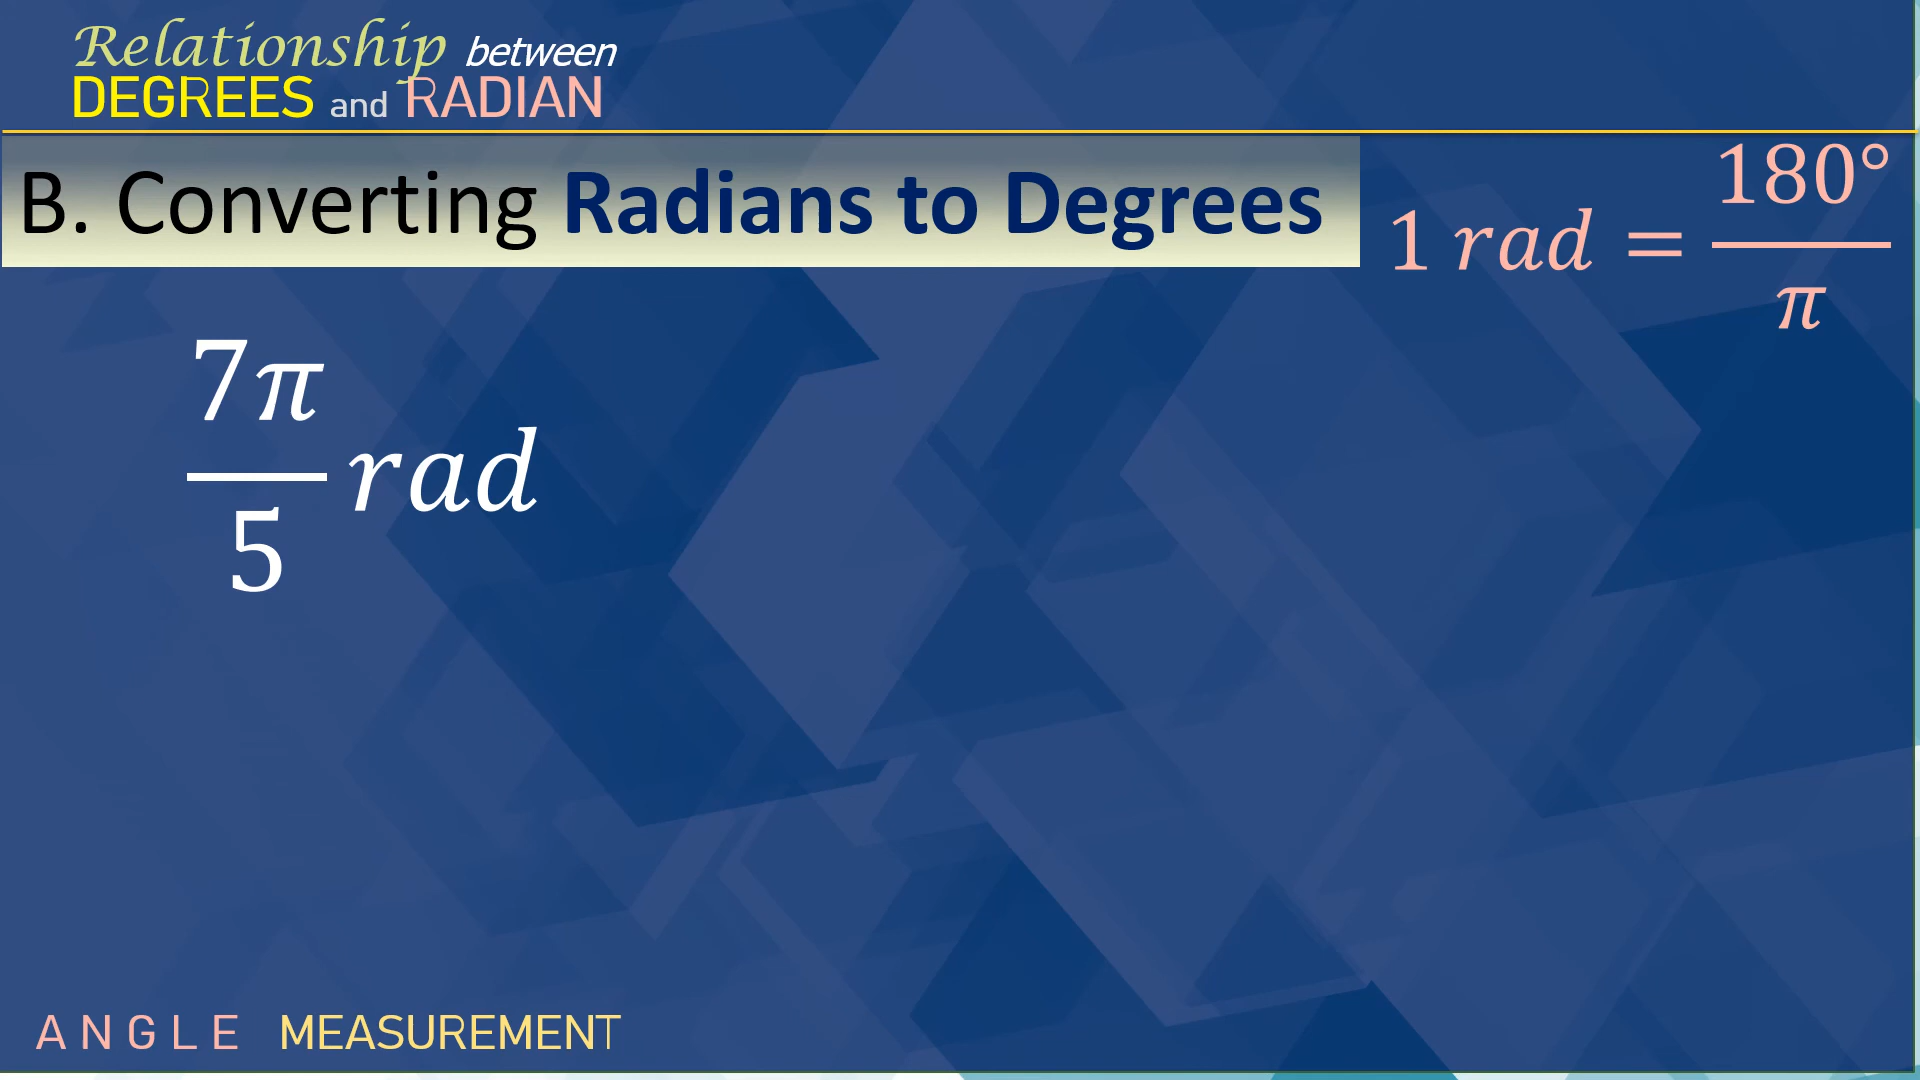 Relationship between
DEGREES and RADIAN
B. Converting Radians to Degrees
1 rad = 180°/π
7π/5 rad
ANGLE MEASUREMENT